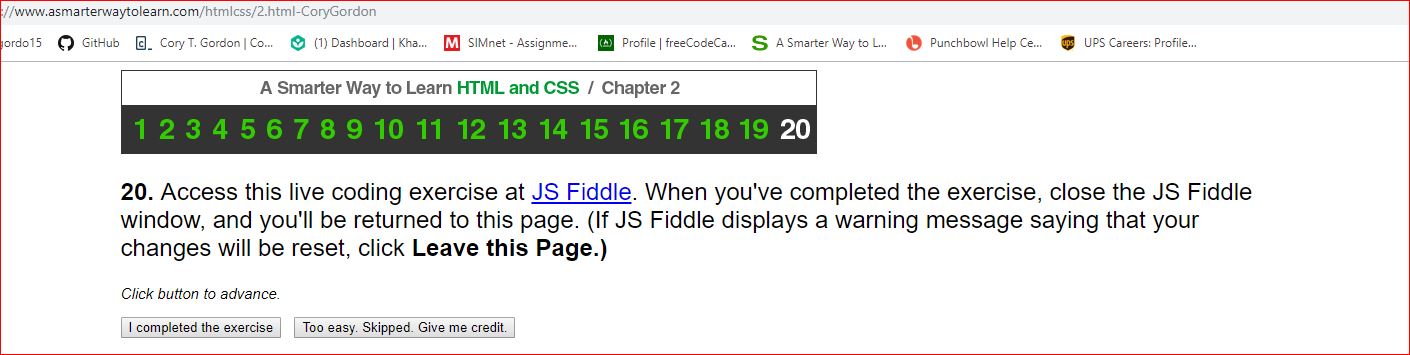 ://www.asmarterwaytolearn.com/htmlcss/2.html-CoryGordon
gordo15 GitHub Cory T. Gordon | Co... (1) Dashboard | Kha... SIMnet - Assignme... Profile | freeCodeCa... A Smarter Way to L... Punchbowl Help Ce... UPS Careers: Profile...
A Smarter Way to Learn HTML and CSS / Chapter 2
1 2 3 4 5 6 7 8 9 10 11 12 13 14 15 16 17 18 19 20
20. Access this live coding exercise at JS Fiddle. When you've completed the exercise, close the JS Fiddle
window, and you'll be returned to this page. (If JS Fiddle displays a warning message saying that your
changes will be reset, click Leave this Page.)
Click button to advance.
I completed the exercise Too easy. Skipped. Give me credit.